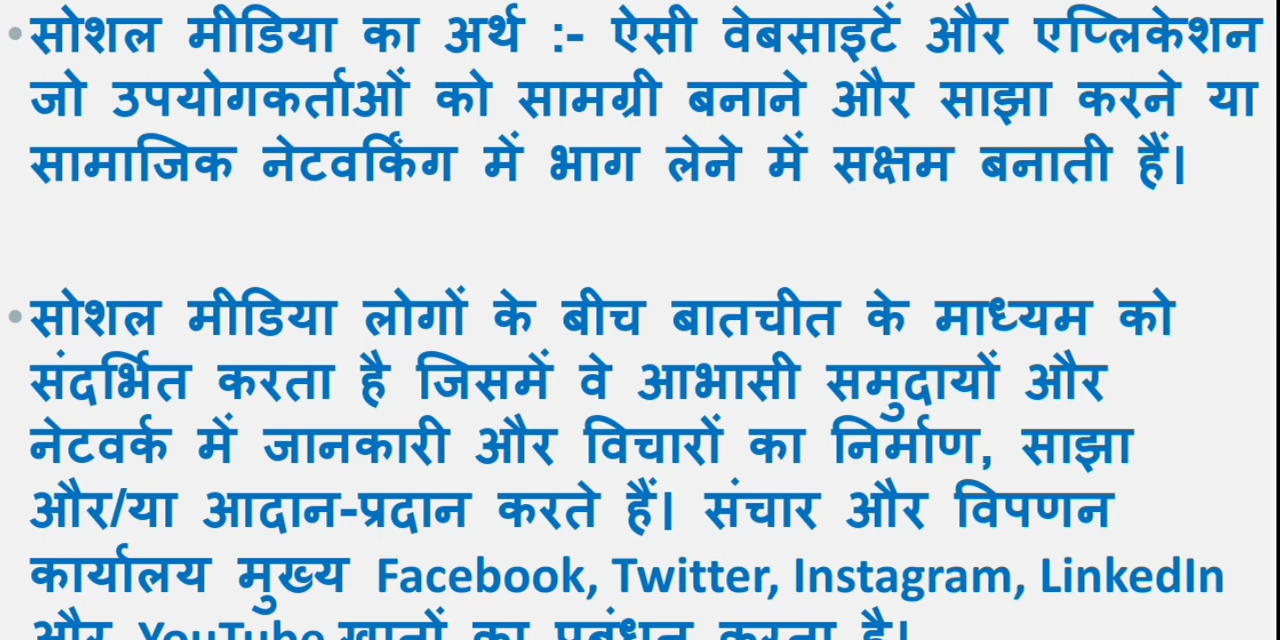 •सोशल मीडिया का अर्थ :- ऐसी वेबसाइटें और एप्लिकेशन
जो उपयोगकर्ताओं को सामग्री बनाने और साझा करने या
सामाजिक नेटवर्किंग में भाग लेने में सक्षम बनाती हैं।
•सोशल मीडिया लोगों के बीच बातचीत के माध्यम को
संदर्भित करता है जिसमें वे आभासी समुदायों और
नेटवर्क में जानकारी और विचारों का निर्माण, साझा
और/या आदान-प्रदान करते हैं। संचार और विपणन
कार्यालय मुख्य Facebook, Twitter, Instagram, LinkedIn
और YouTube खातों का प्रबंधन करता है।